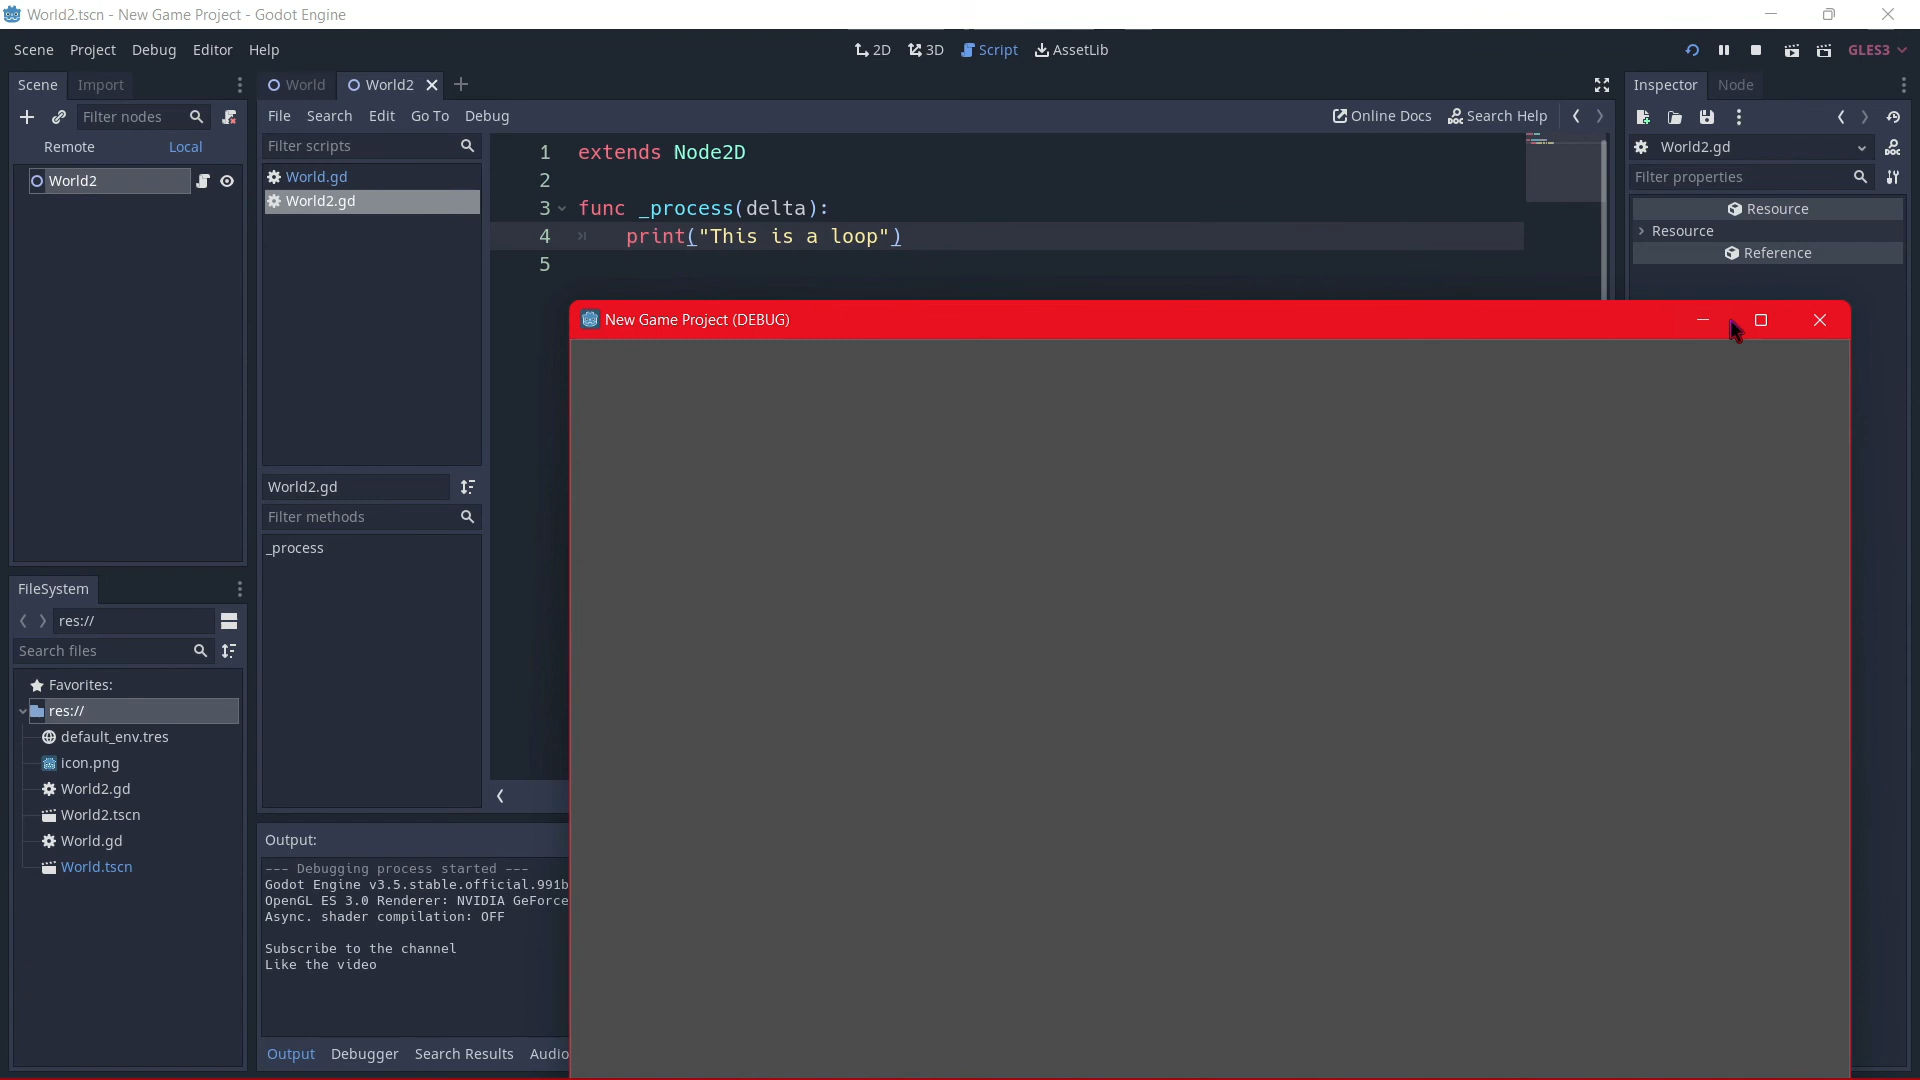 World2.tscn - New Game Project - Godot Engine
Scene Project Debug Editor Help
2D 3D Script AssetLib
GLES3
Scene Import
World World2
Inspector Node
Filter nodes
File Search Edit Go To Debug
Online Docs Search Help
Remote Local
Filter scripts
World2.gd
Filter properties
World2
World.gd
World2.gd
1 extends Node2D
2
3 func _process(delta):
4 print("This is a loop")
5
Resource
Resource
Reference
New Game Project (DEBUG)
World2.gd
Filter methods
_process
FileSystem
res://
Search files
Favorites:
res://
default_env.tres
icon.png
World2.gd
World2.tscn
World.gd
World.tscn
Output:
--- Debugging process started ---
Godot Engine v3.5.stable.official.991b
OpenGL ES 3.0 Renderer: NVIDIA GeForce
Async. shader compilation: OFF
Subscribe to the channel
Like the video
Output Debugger Search Results Audio